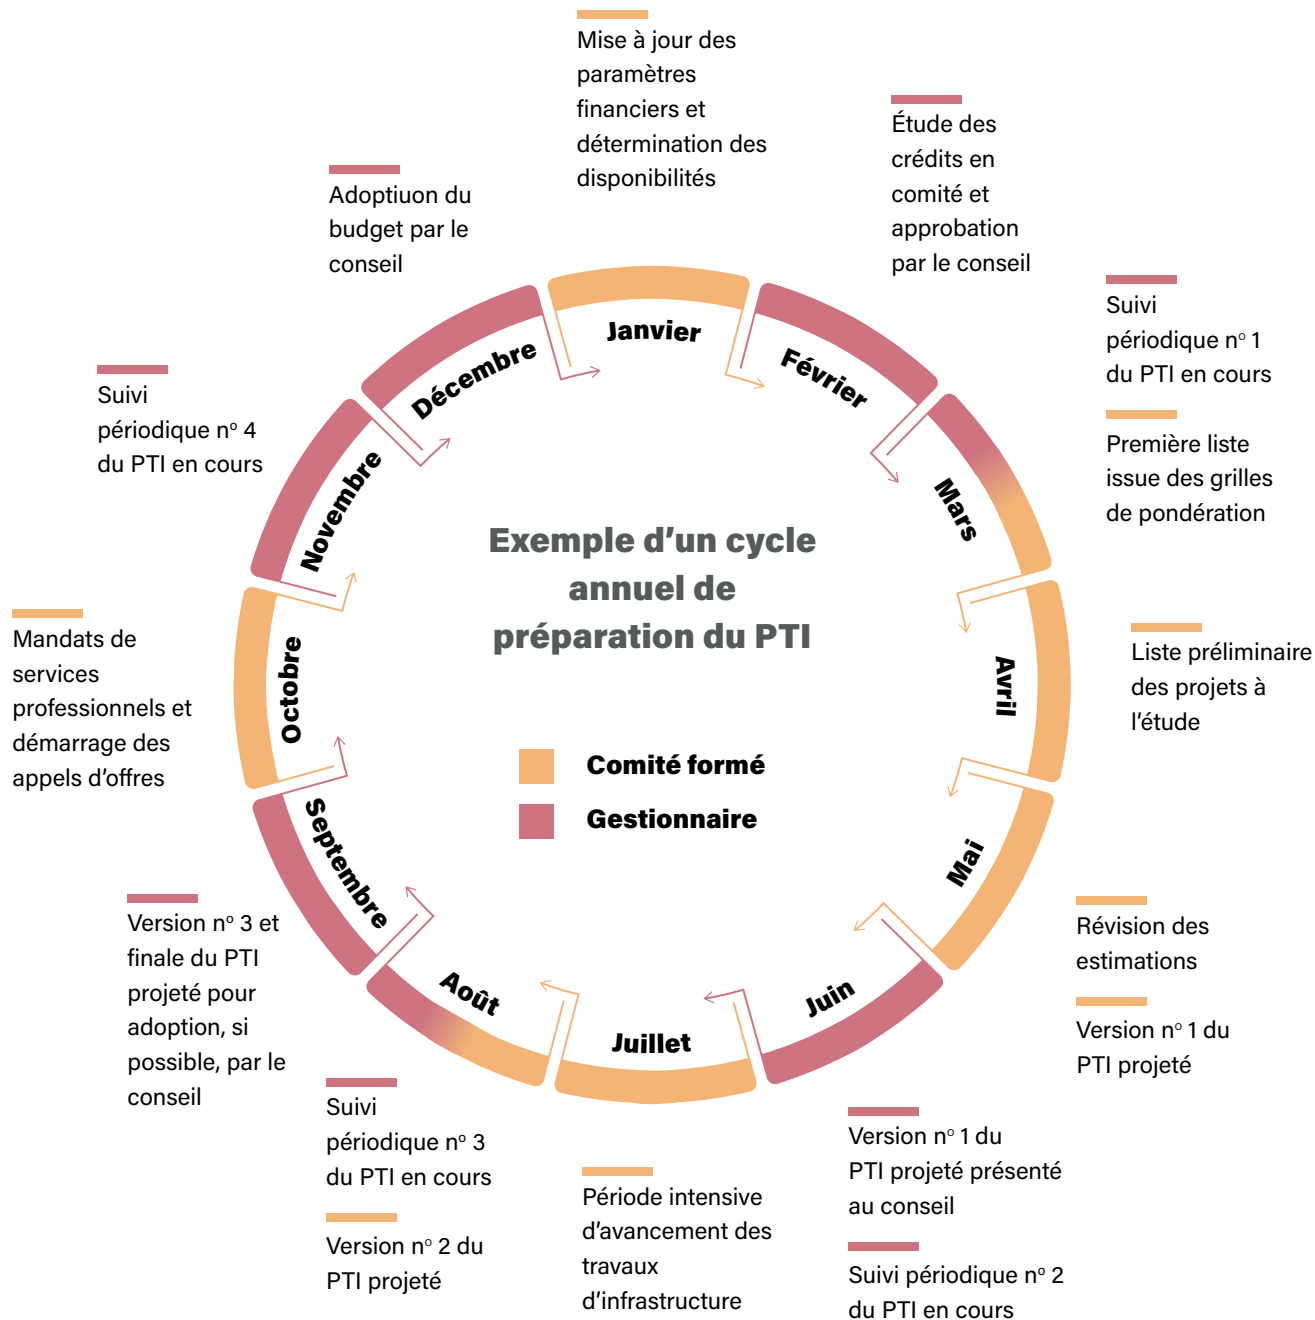 Mise à jour des
paramètres
financiers et
détermination des
disponibilités
Étude des
crédits en
comité et
approbation
par le conseil
Suivi
périodique nº 1
du PTI en cours
Première liste
issue des grilles
de pondération
Liste préliminaire
des projets à
l’étude
Révision des
estimations
Version nº 1 du
PTI projeté
Version nº 1 du
PTI projeté présenté
au conseil
Suivi périodique nº 2
du PTI en cours
Période intensive
d’avancement des
travaux
d’infrastructure
Suivi
périodique nº 3
du PTI en cours
Version nº 2 du
PTI projeté
Version nº 3 et
finale du PTI
projeté pour
adoption, si
possible, par le
conseil
Mandats de
services
professionnels et
démarrage des
appels d’offres
Suivi
périodique nº 4
du PTI en cours
Adoptiuon du
budget par le
conseil
Janvier
Février
Mars
Avril
Mai
Juin
Juillet
Août
Septembre
Octobre
Novembre
Décembre
Exemple d’un cycle
annuel de
préparation du PTI
Comité formé
Gestionnaire